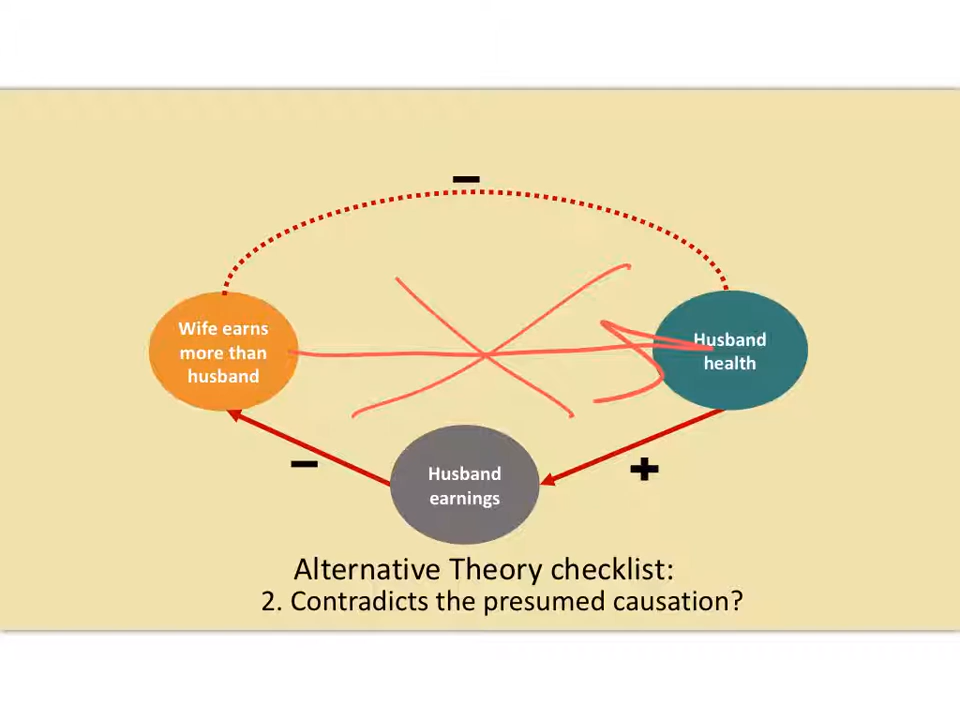 −
Wife earns
more than
husband
Husband
health
−
+
Husband
earnings
Alternative Theory checklist:
2. Contradicts the presumed causation?